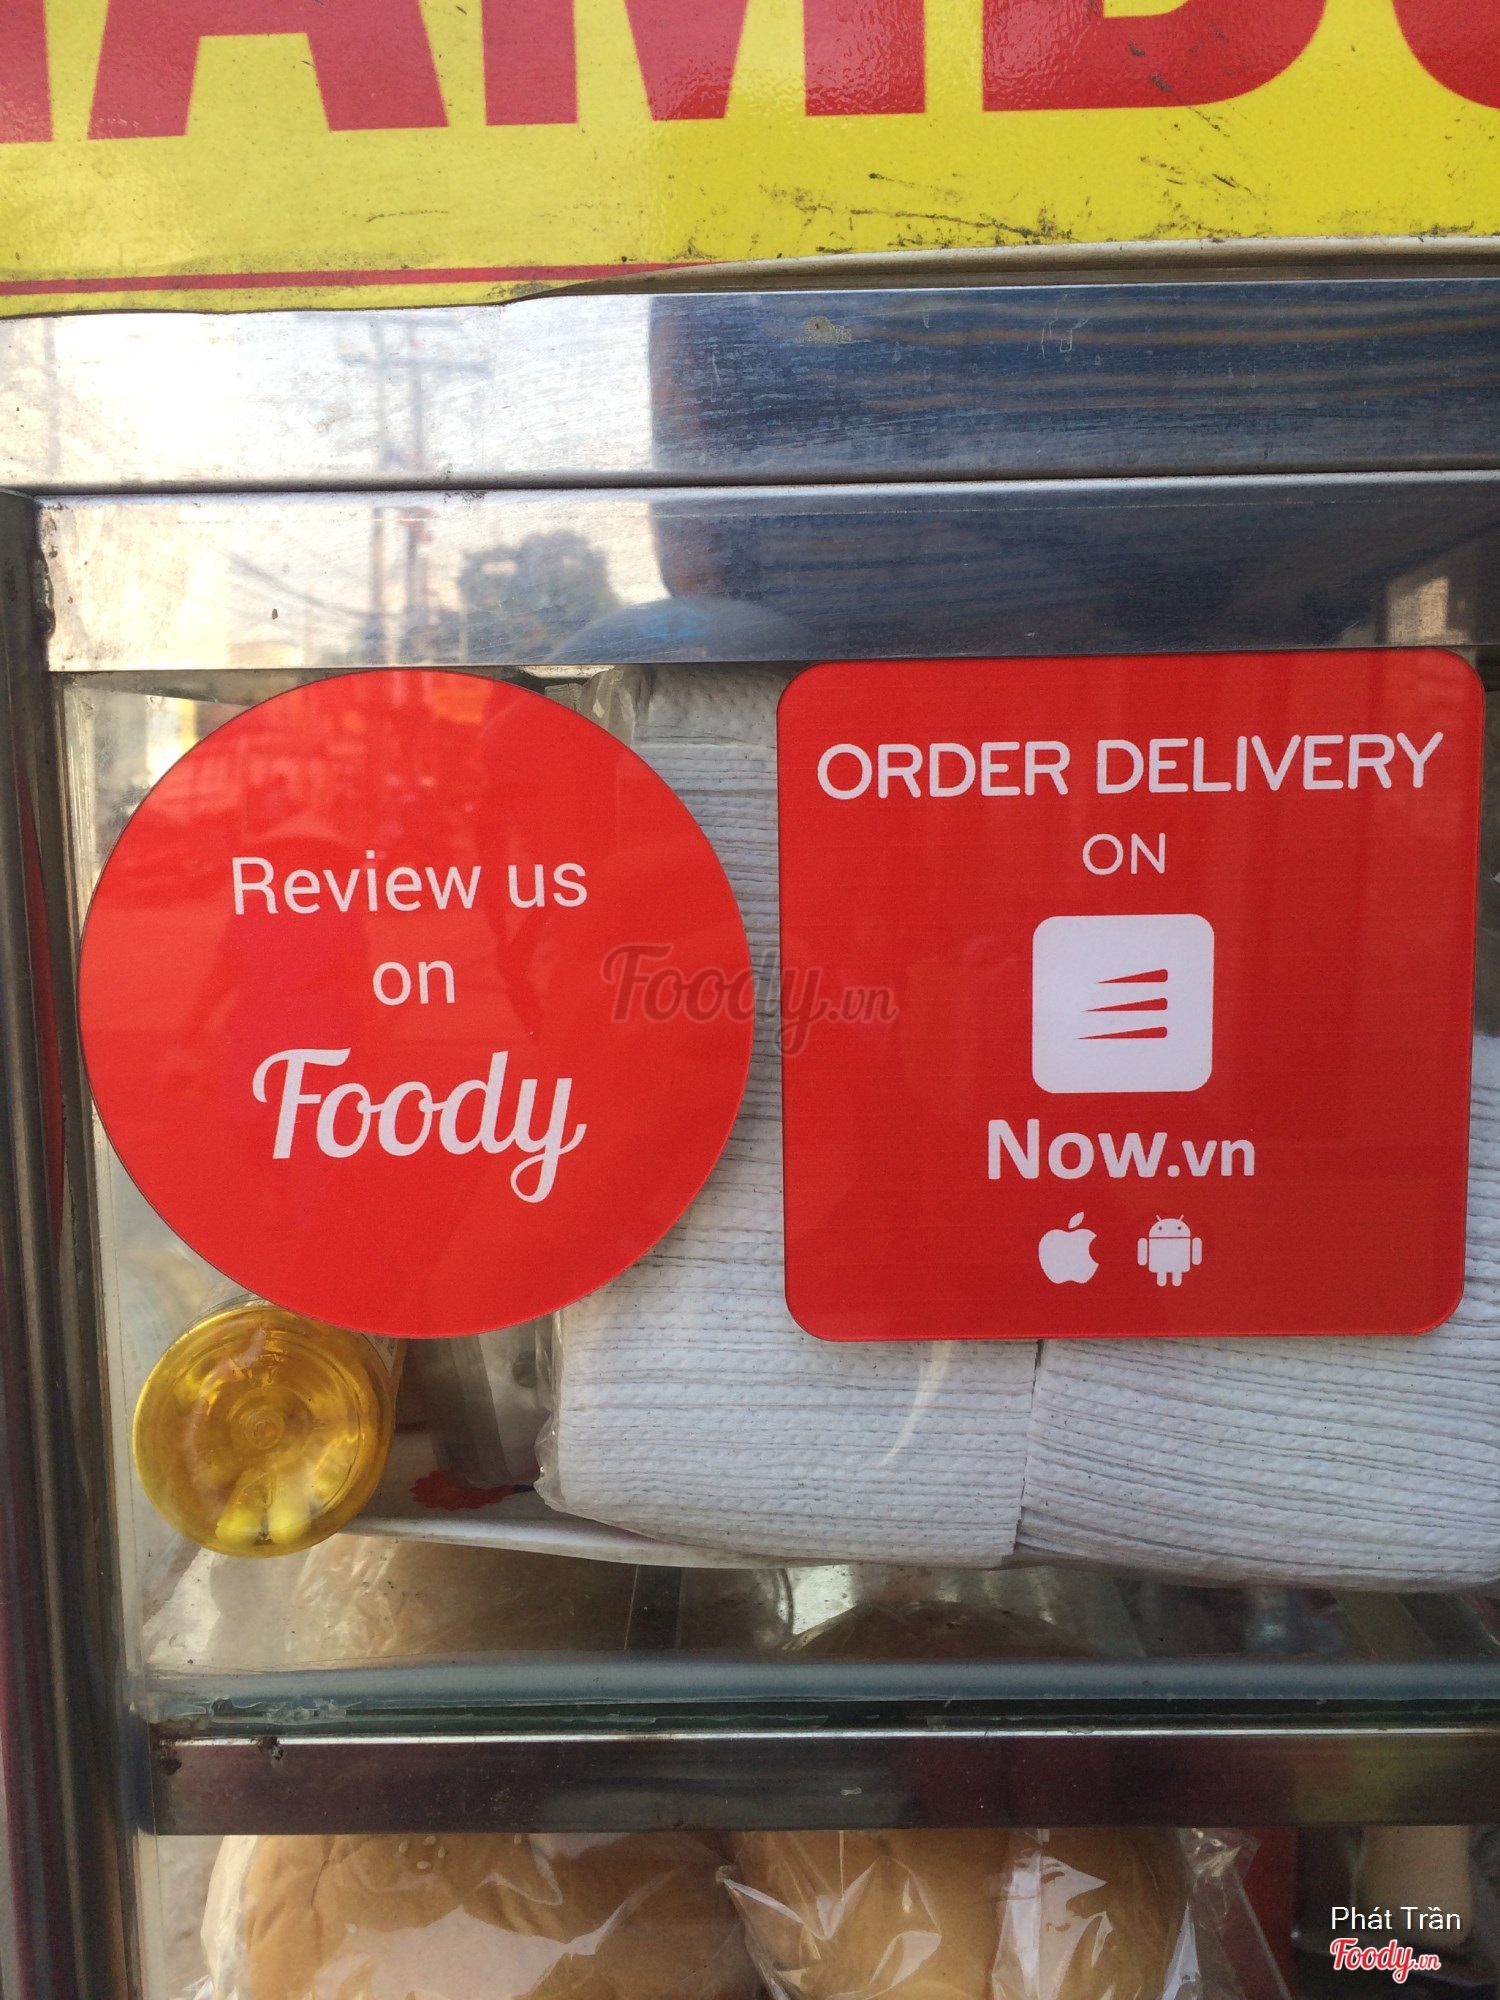 Review us
on
Foody
ORDER DELIVERY
ON
Now.vn
Foody.vn
Phát Trần
Foody.vn